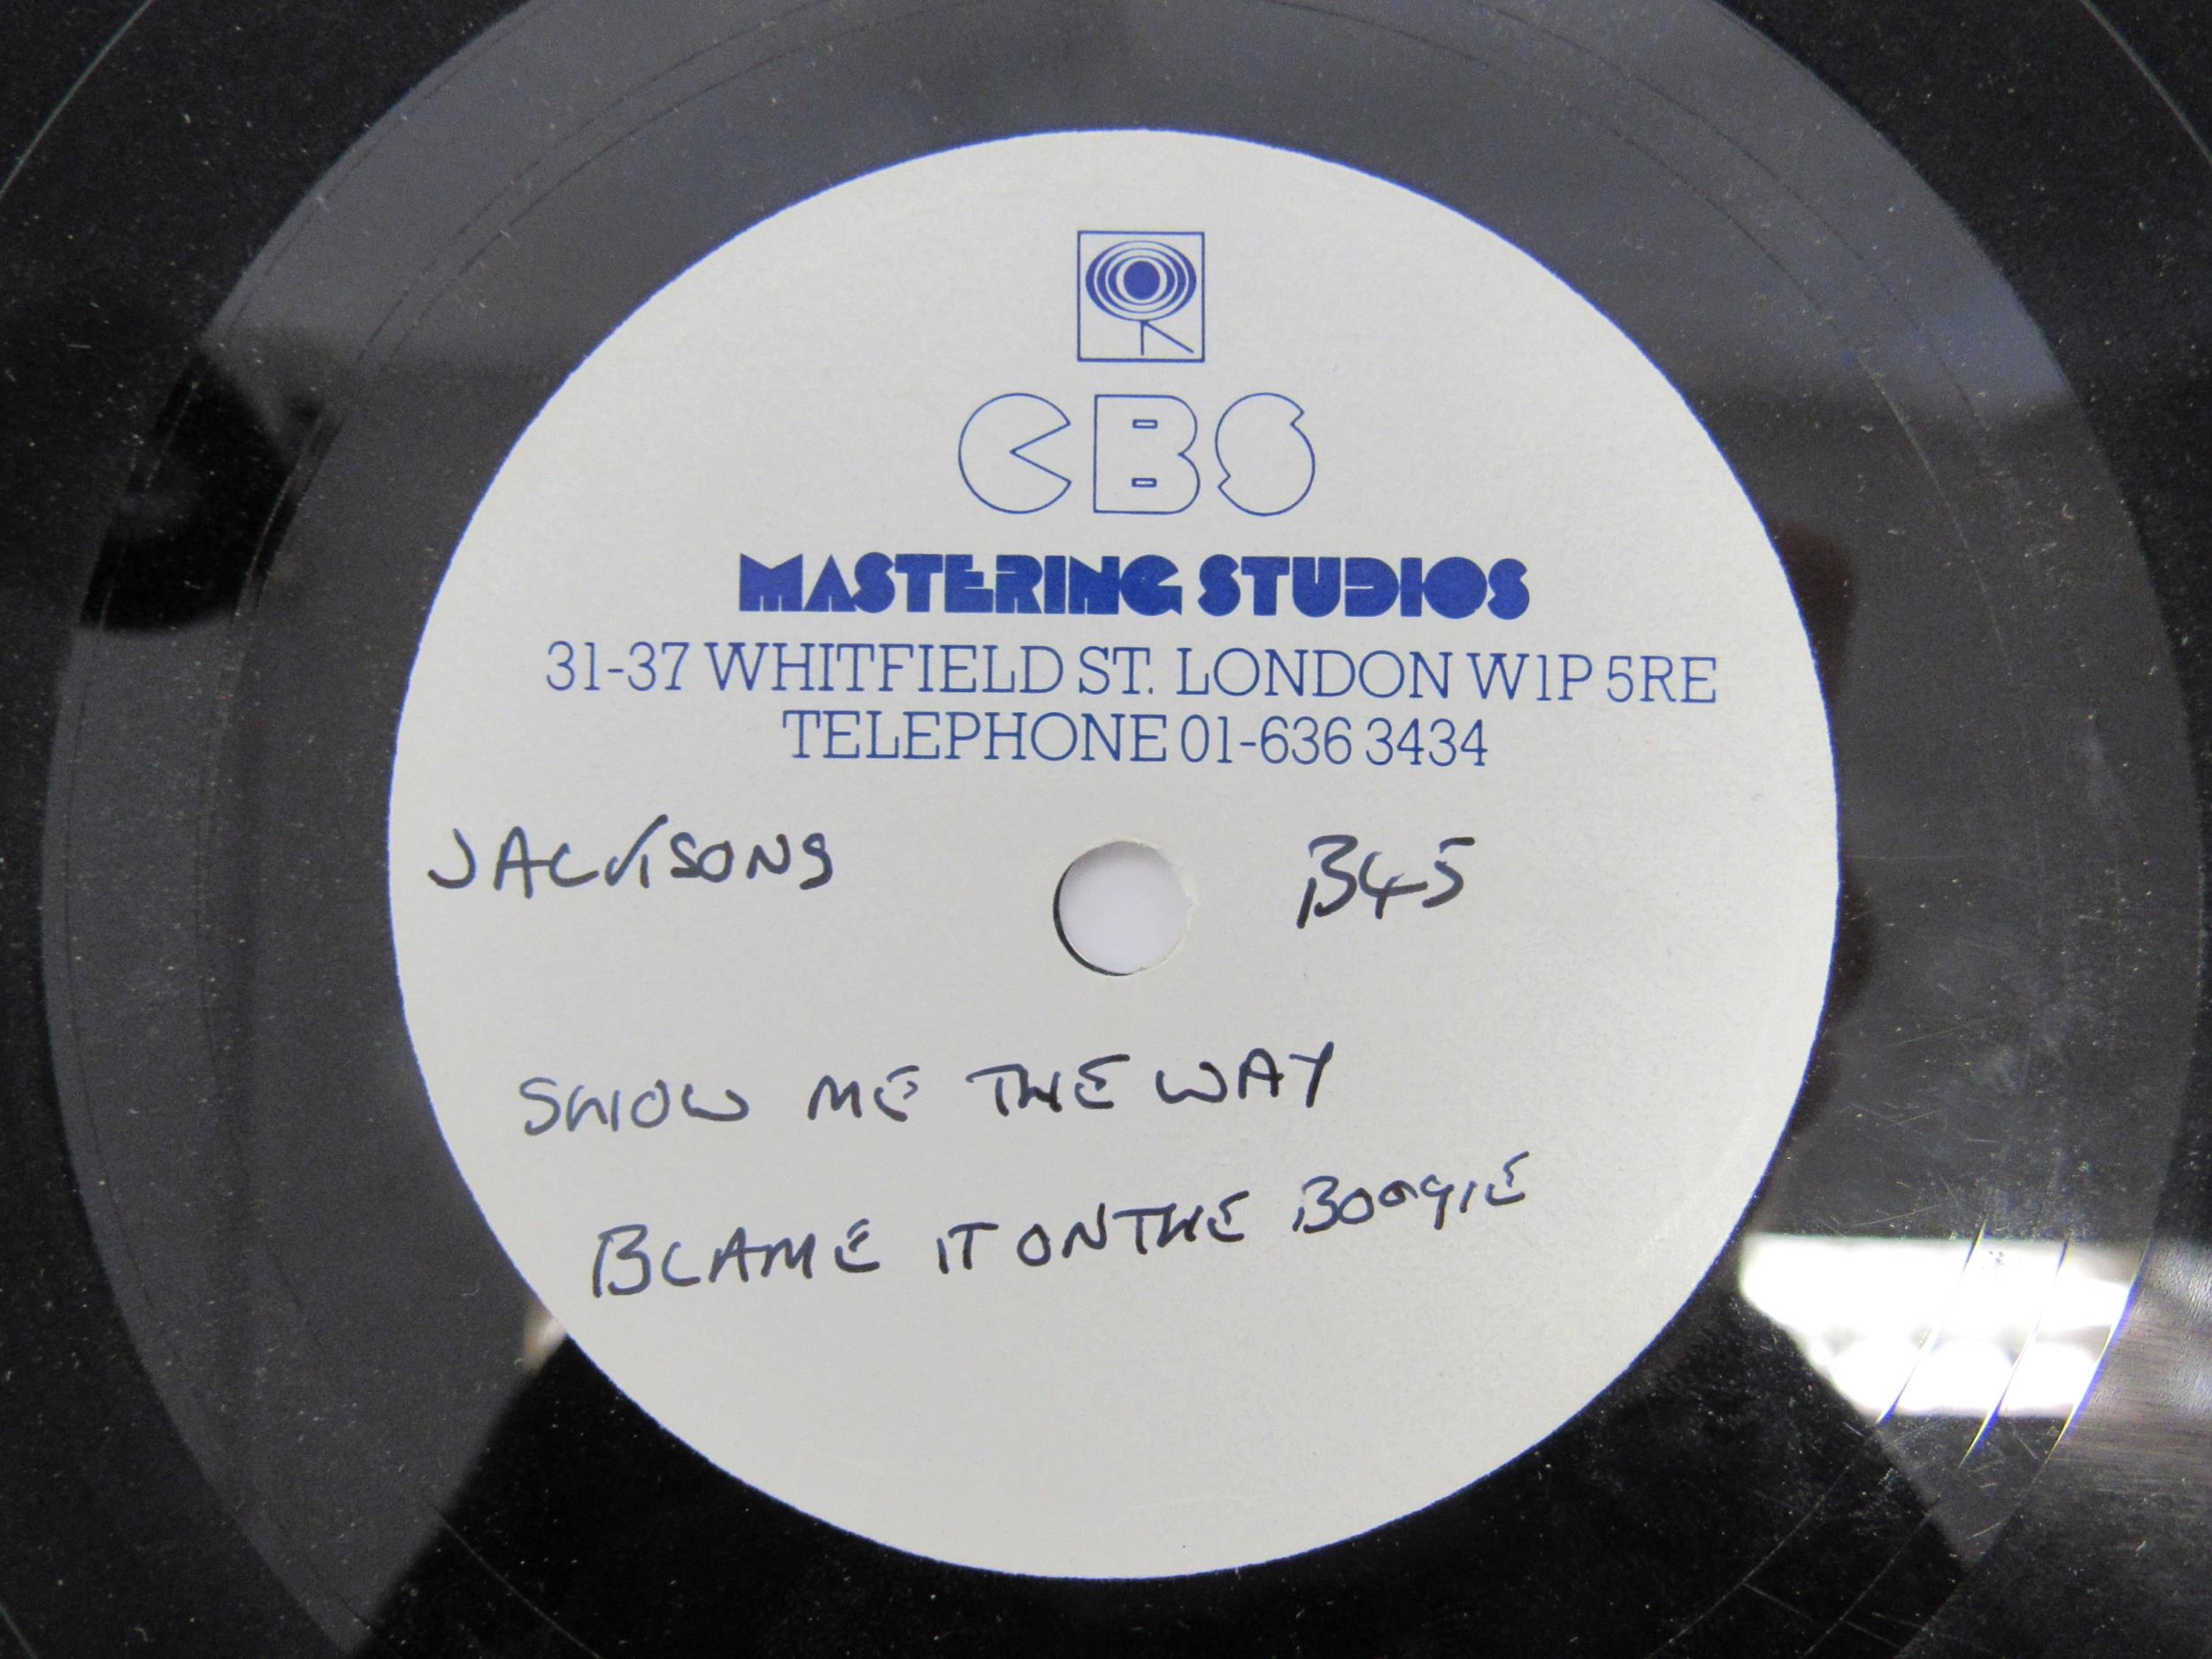 CBS
MASTERING STUDIOS
31-37 WHITFIELD ST. LONDON W1P 5RE
TELEPHONE 01-636 3434
JACKSONS B45
SHOW ME THE WAY
BLAME IT ON THE BOOGIE